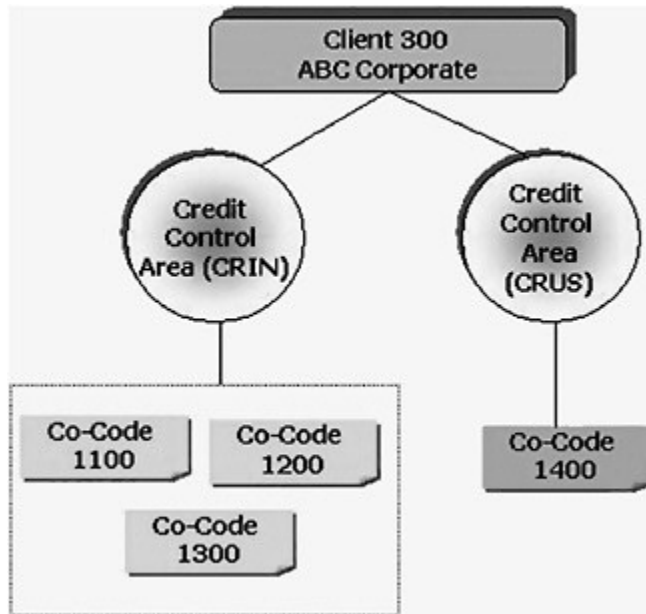 Client 300
ABC Corporate
Credit
Control
Area (CRIN)
Credit
Control
Area
(CRUS)
Co-Code
1100
Co-Code
1200
Co-Code
1300
Co-Code
1400